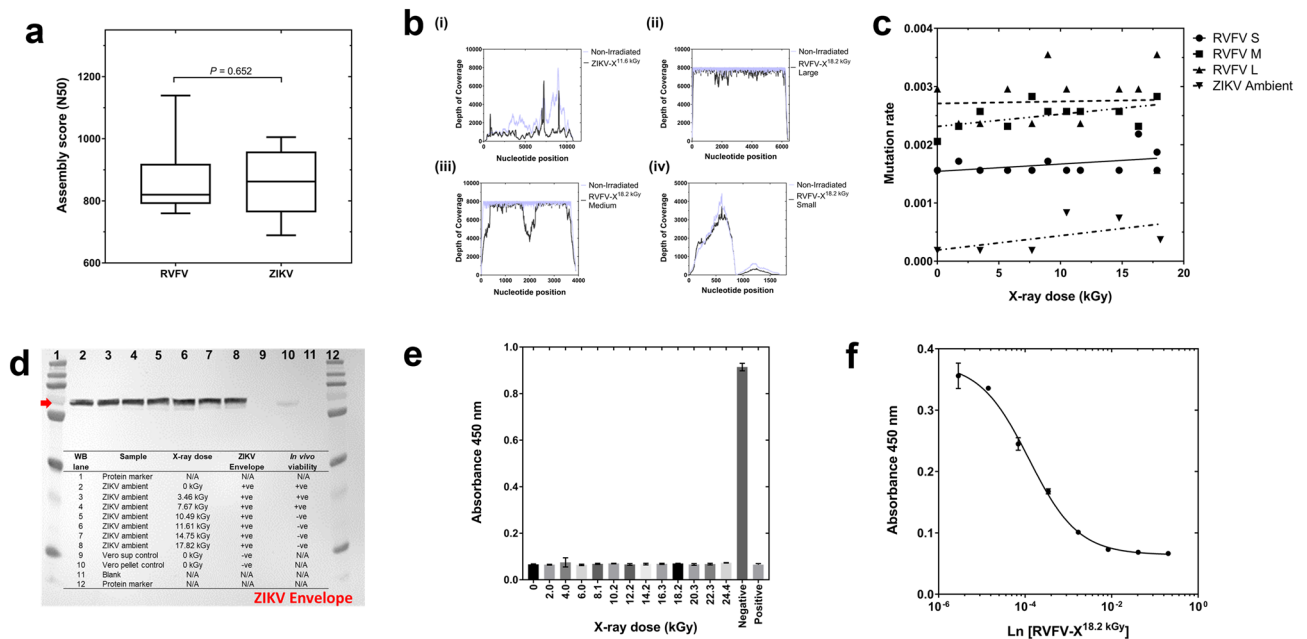 a
Assembly score (N50)
1200
1000
800
600
P = 0.652
RVFV ZIKV
b
(i)
Depth of Coverage
10000
8000
6000
4000
2000
0
0 5000 10000
Nucleotide position
Non-Irradiated
ZIKV-X11.6 kGy
(ii)
Depth of Coverage
10000
8000
6000
4000
2000
0
0 2000 4000 6000
Nucleotide position
Non-Irradiated
RVFV-X18.2 kGy
Large
(iii)
Depth of Coverage
10000
8000
6000
4000
2000
0
0 1000 2000 3000 4000
Nucleotide position
Non-Irradiated
RVFV-X18.2 kGy
Medium
(iv)
Depth of Coverage
5000
4000
3000
2000
1000
0
0 500 1000 1500
Nucleotide position
Non-Irradiated
RVFV-X18.2 kGy
Small
c
Mutation rate
0.004
0.003
0.002
0.001
0.000
0 5 10 15 20
X-ray dose (kGy)
RVFV S
RVFV M
RVFV L
ZIKV Ambient
d
1 2 3 4 5 6 7 8 9 10 11 12
WB lane Sample X-ray dose ZIKV Envelope In vivo viability
1 Protein marker N/A N/A N/A
2 ZIKV ambient 0 kGy +ve +ve
3 ZIKV ambient 3.46 kGy +ve +ve
4 ZIKV ambient 7.67 kGy +ve +ve
5 ZIKV ambient 10.49 kGy +ve -ve
6 ZIKV ambient 11.61 kGy +ve -ve
7 ZIKV ambient 14.75 kGy +ve -ve
8 ZIKV ambient 17.82 kGy +ve -ve
9 Vero sup control 0 kGy -ve N/A
10 Vero pellet control 0 kGy -ve N/A
11 Blank N/A N/A N/A
12 Protein marker N/A N/A N/A
ZIKV Envelope
e
Absorbance 450 nm
1.0
0.8
0.6
0.4
0.2
0.0
0 2.0 4.0 6.0 8.1 10.2 12.2 14.2 16.3 18.2 20.3 22.3 24.4 Negative Positive
X-ray dose (kGy)
f
Absorbance 450 nm
0.4
0.3
0.2
0.1
0.0
10-6 10-4 10-2 100
Ln [RVFV-X18.2 kGy]